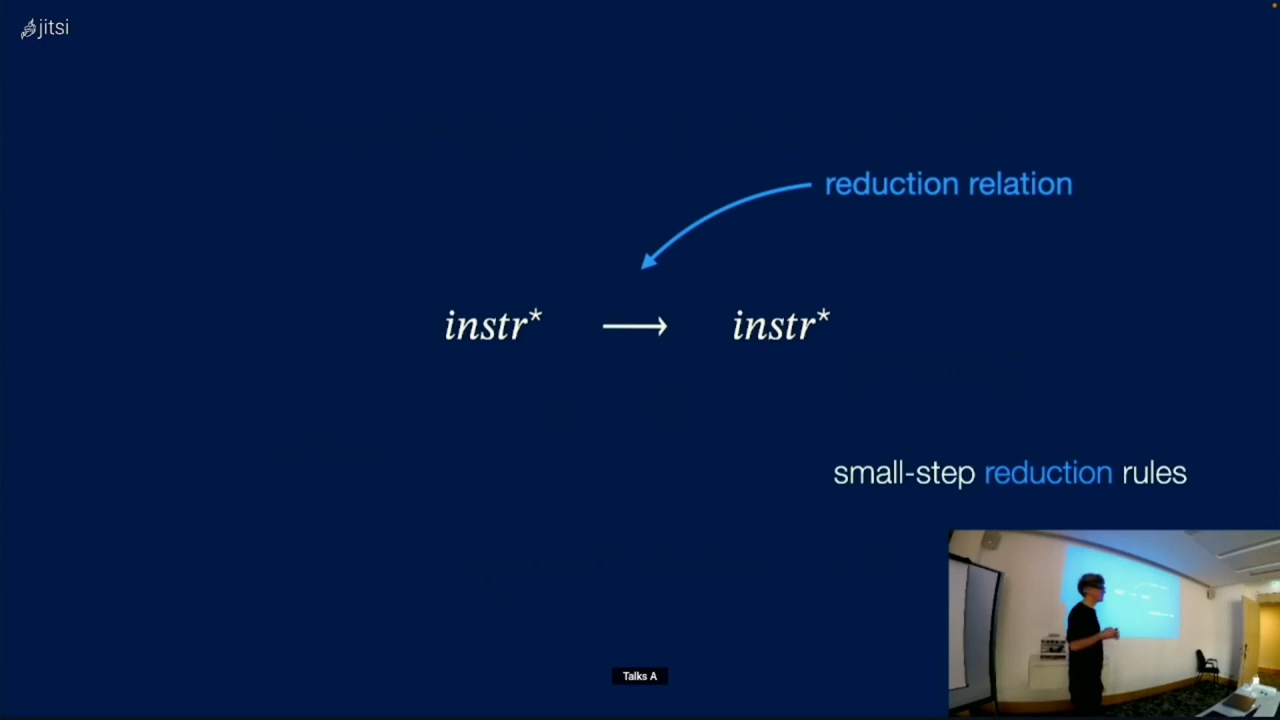 jitsi
reduction relation
instr* ⟶ instr*
small-step reduction rules
Talks A